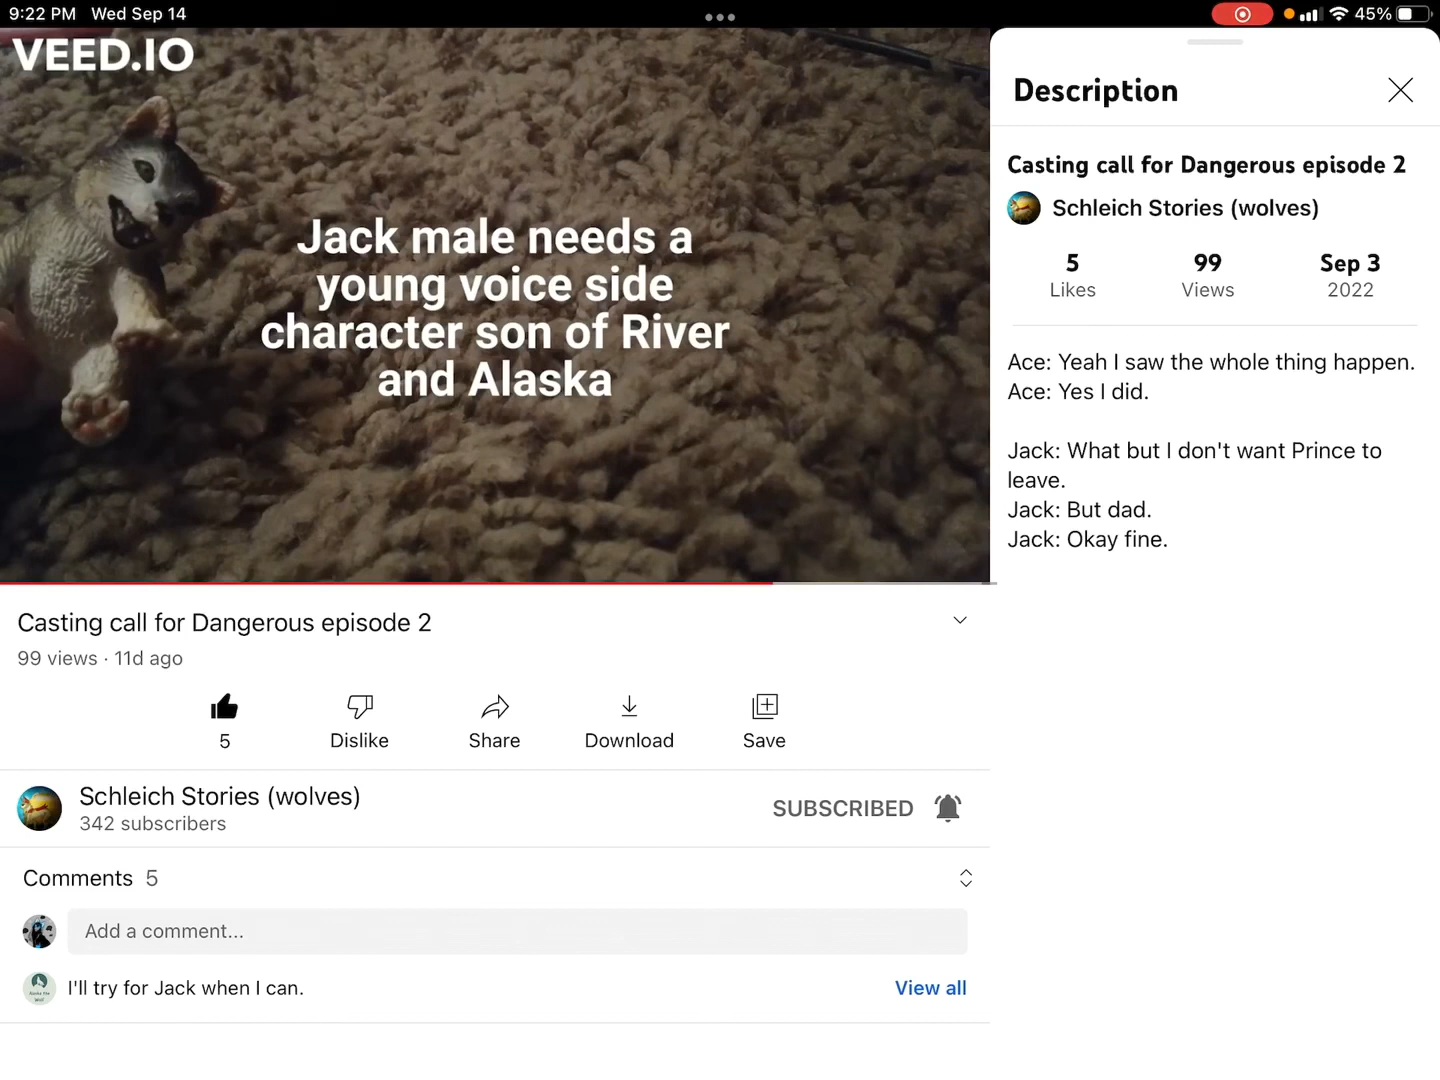 9:22 PM Wed Sep 14
45%
VEED.IO
Jack male needs a
young voice side
character son of River
and Alaska
Casting call for Dangerous episode 2
99 views · 11d ago
5
Dislike
Share
Download
Save
Schleich Stories (wolves)
342 subscribers
SUBSCRIBED
Comments 5
Add a comment...
I'll try for Jack when I can.
View all
Description
Casting call for Dangerous episode 2
Schleich Stories (wolves)
5 99 Sep 3
Likes Views 2022
Ace: Yeah I saw the whole thing happen.
Ace: Yes I did.
Jack: What but I don't want Prince to
leave.
Jack: But dad.
Jack: Okay fine.